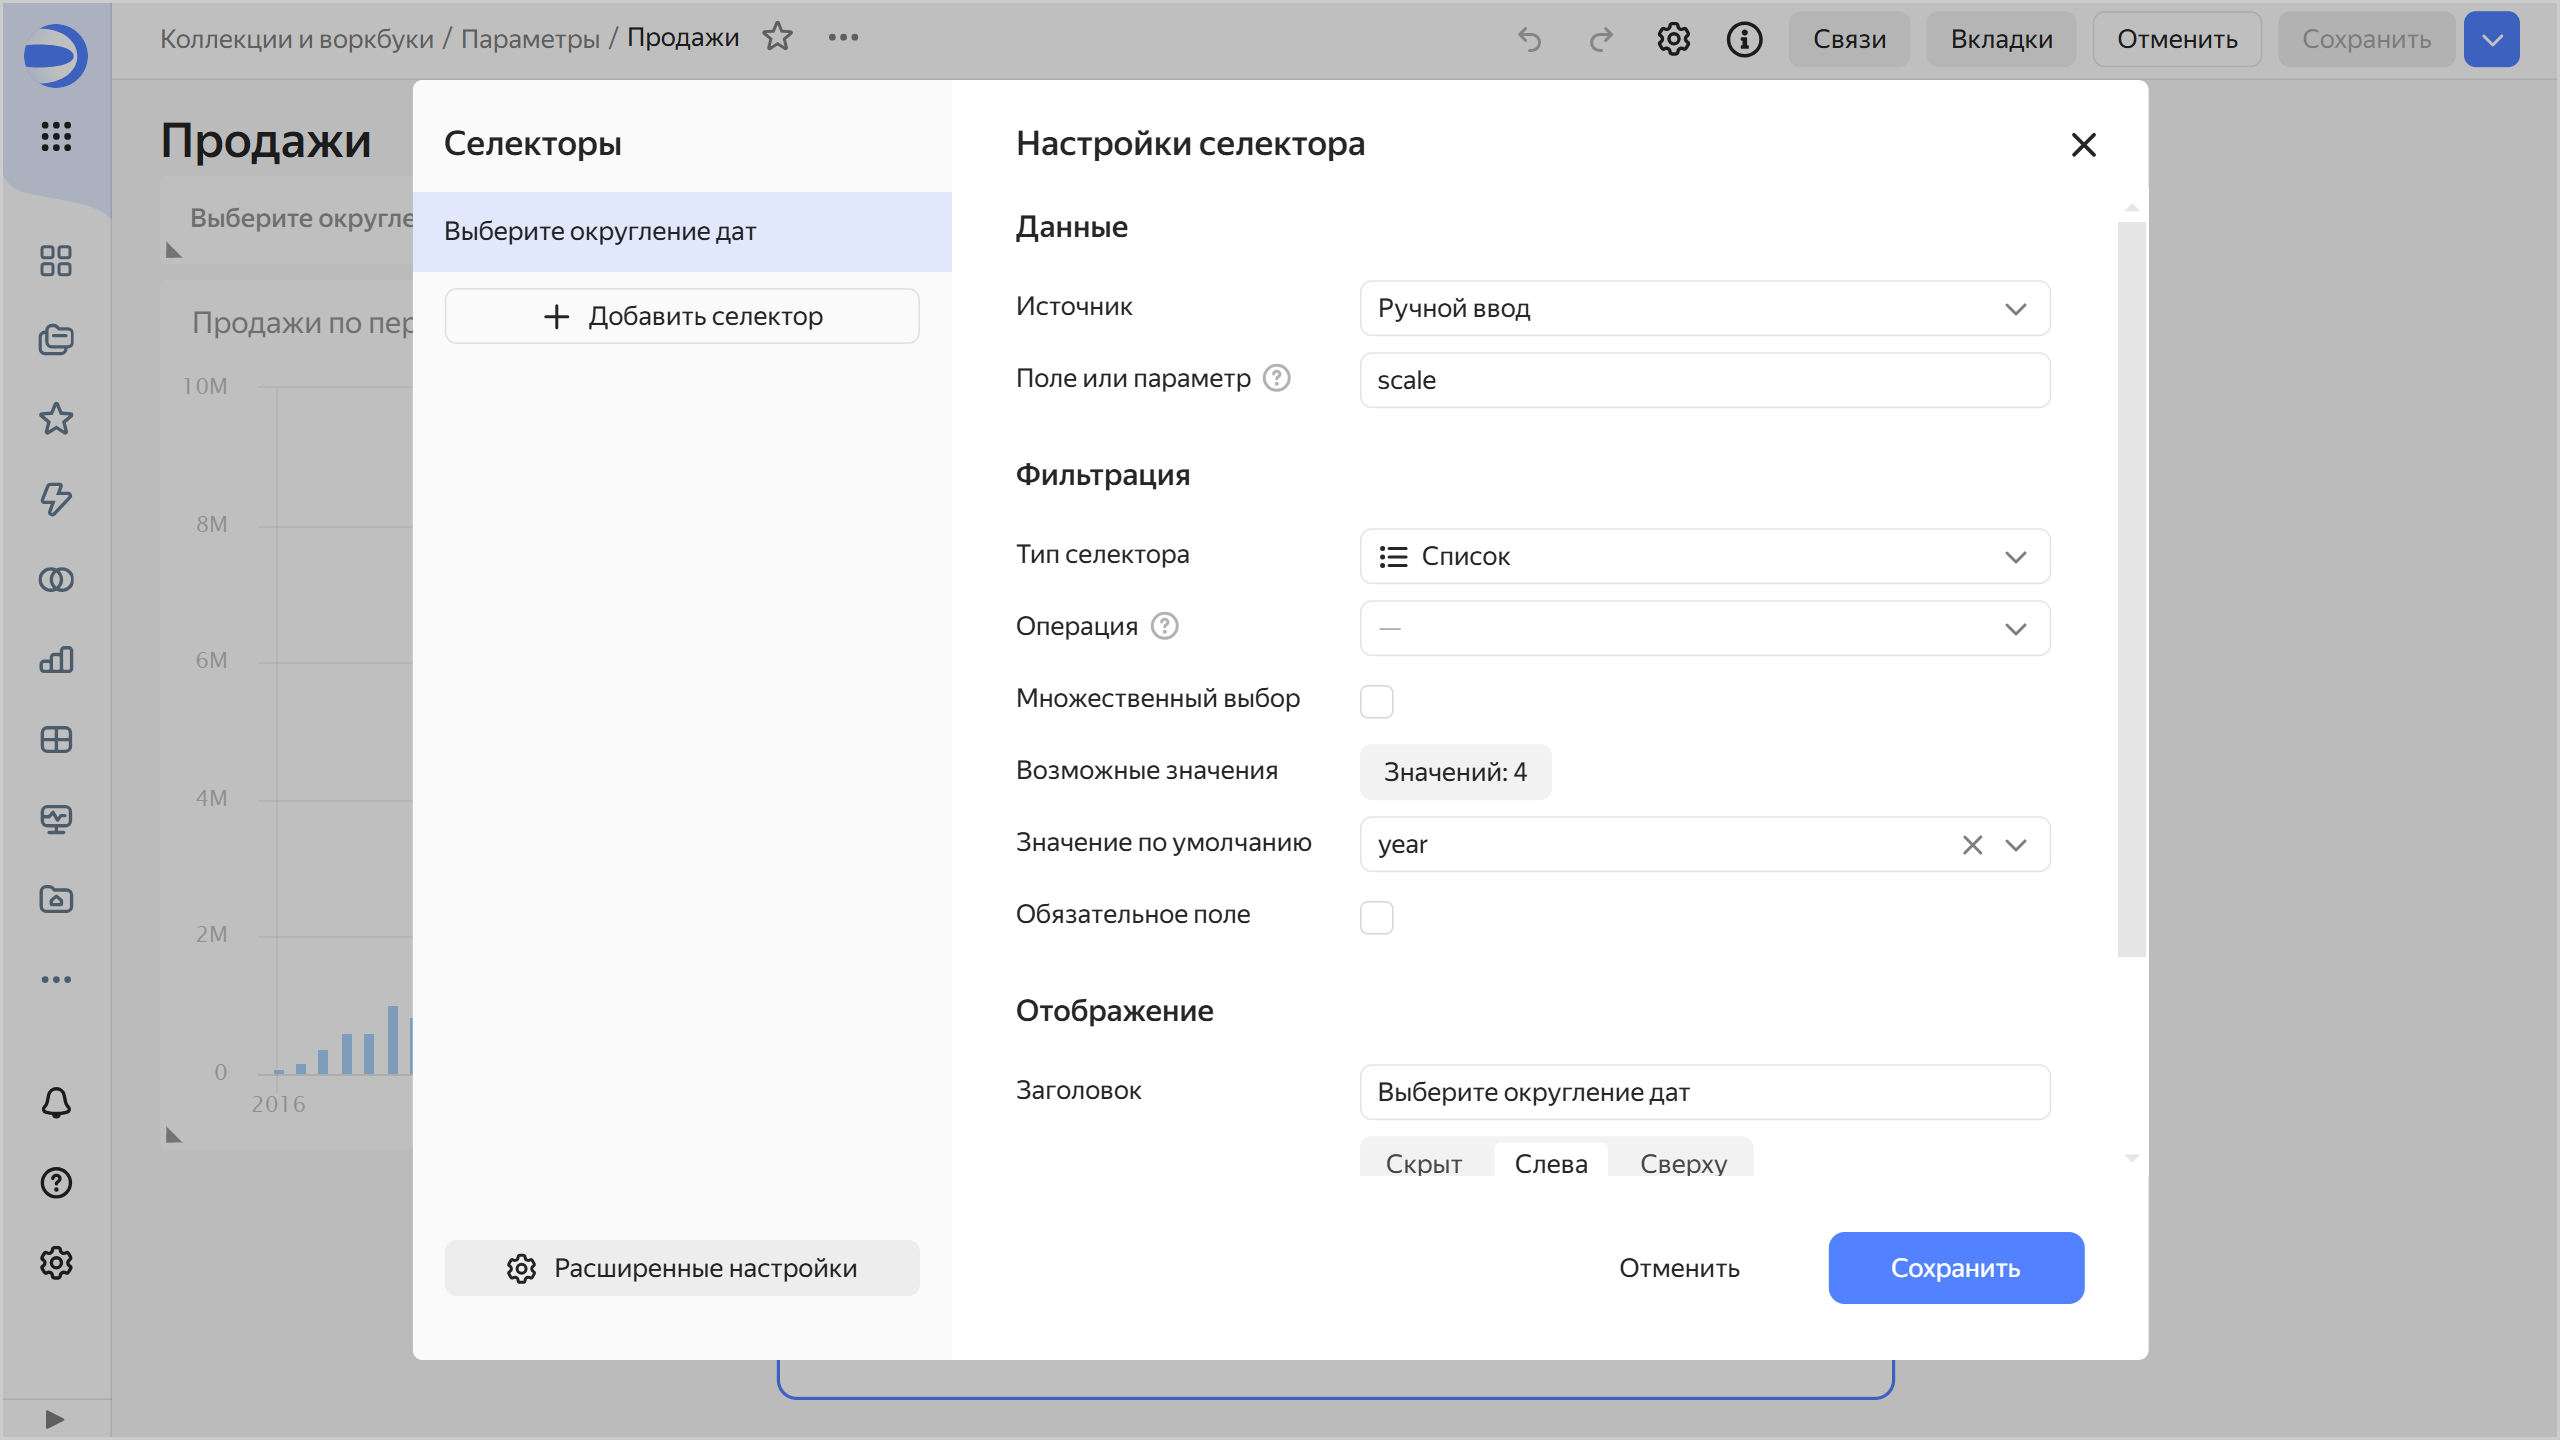 Коллекции и воркбуки / Параметры / Продажи
Связи
Вкладки
Отменить
Сохранить
Продажи
Выберите округле
Продажи по пер
10M
8M
6M
4M
2M
0
2016
Селекторы
Выберите округление дат
Добавить селектор
Расширенные настройки
Настройки селектора
Данные
Источник
Ручной ввод
Поле или параметр
scale
Фильтрация
Тип селектора
Список
Операция
—
Множественный выбор
Возможные значения
Значений: 4
Значение по умолчанию
year
Обязательное поле
Отображение
Заголовок
Выберите округление дат
Скрыт
Слева
Сверху
Отменить
Сохранить